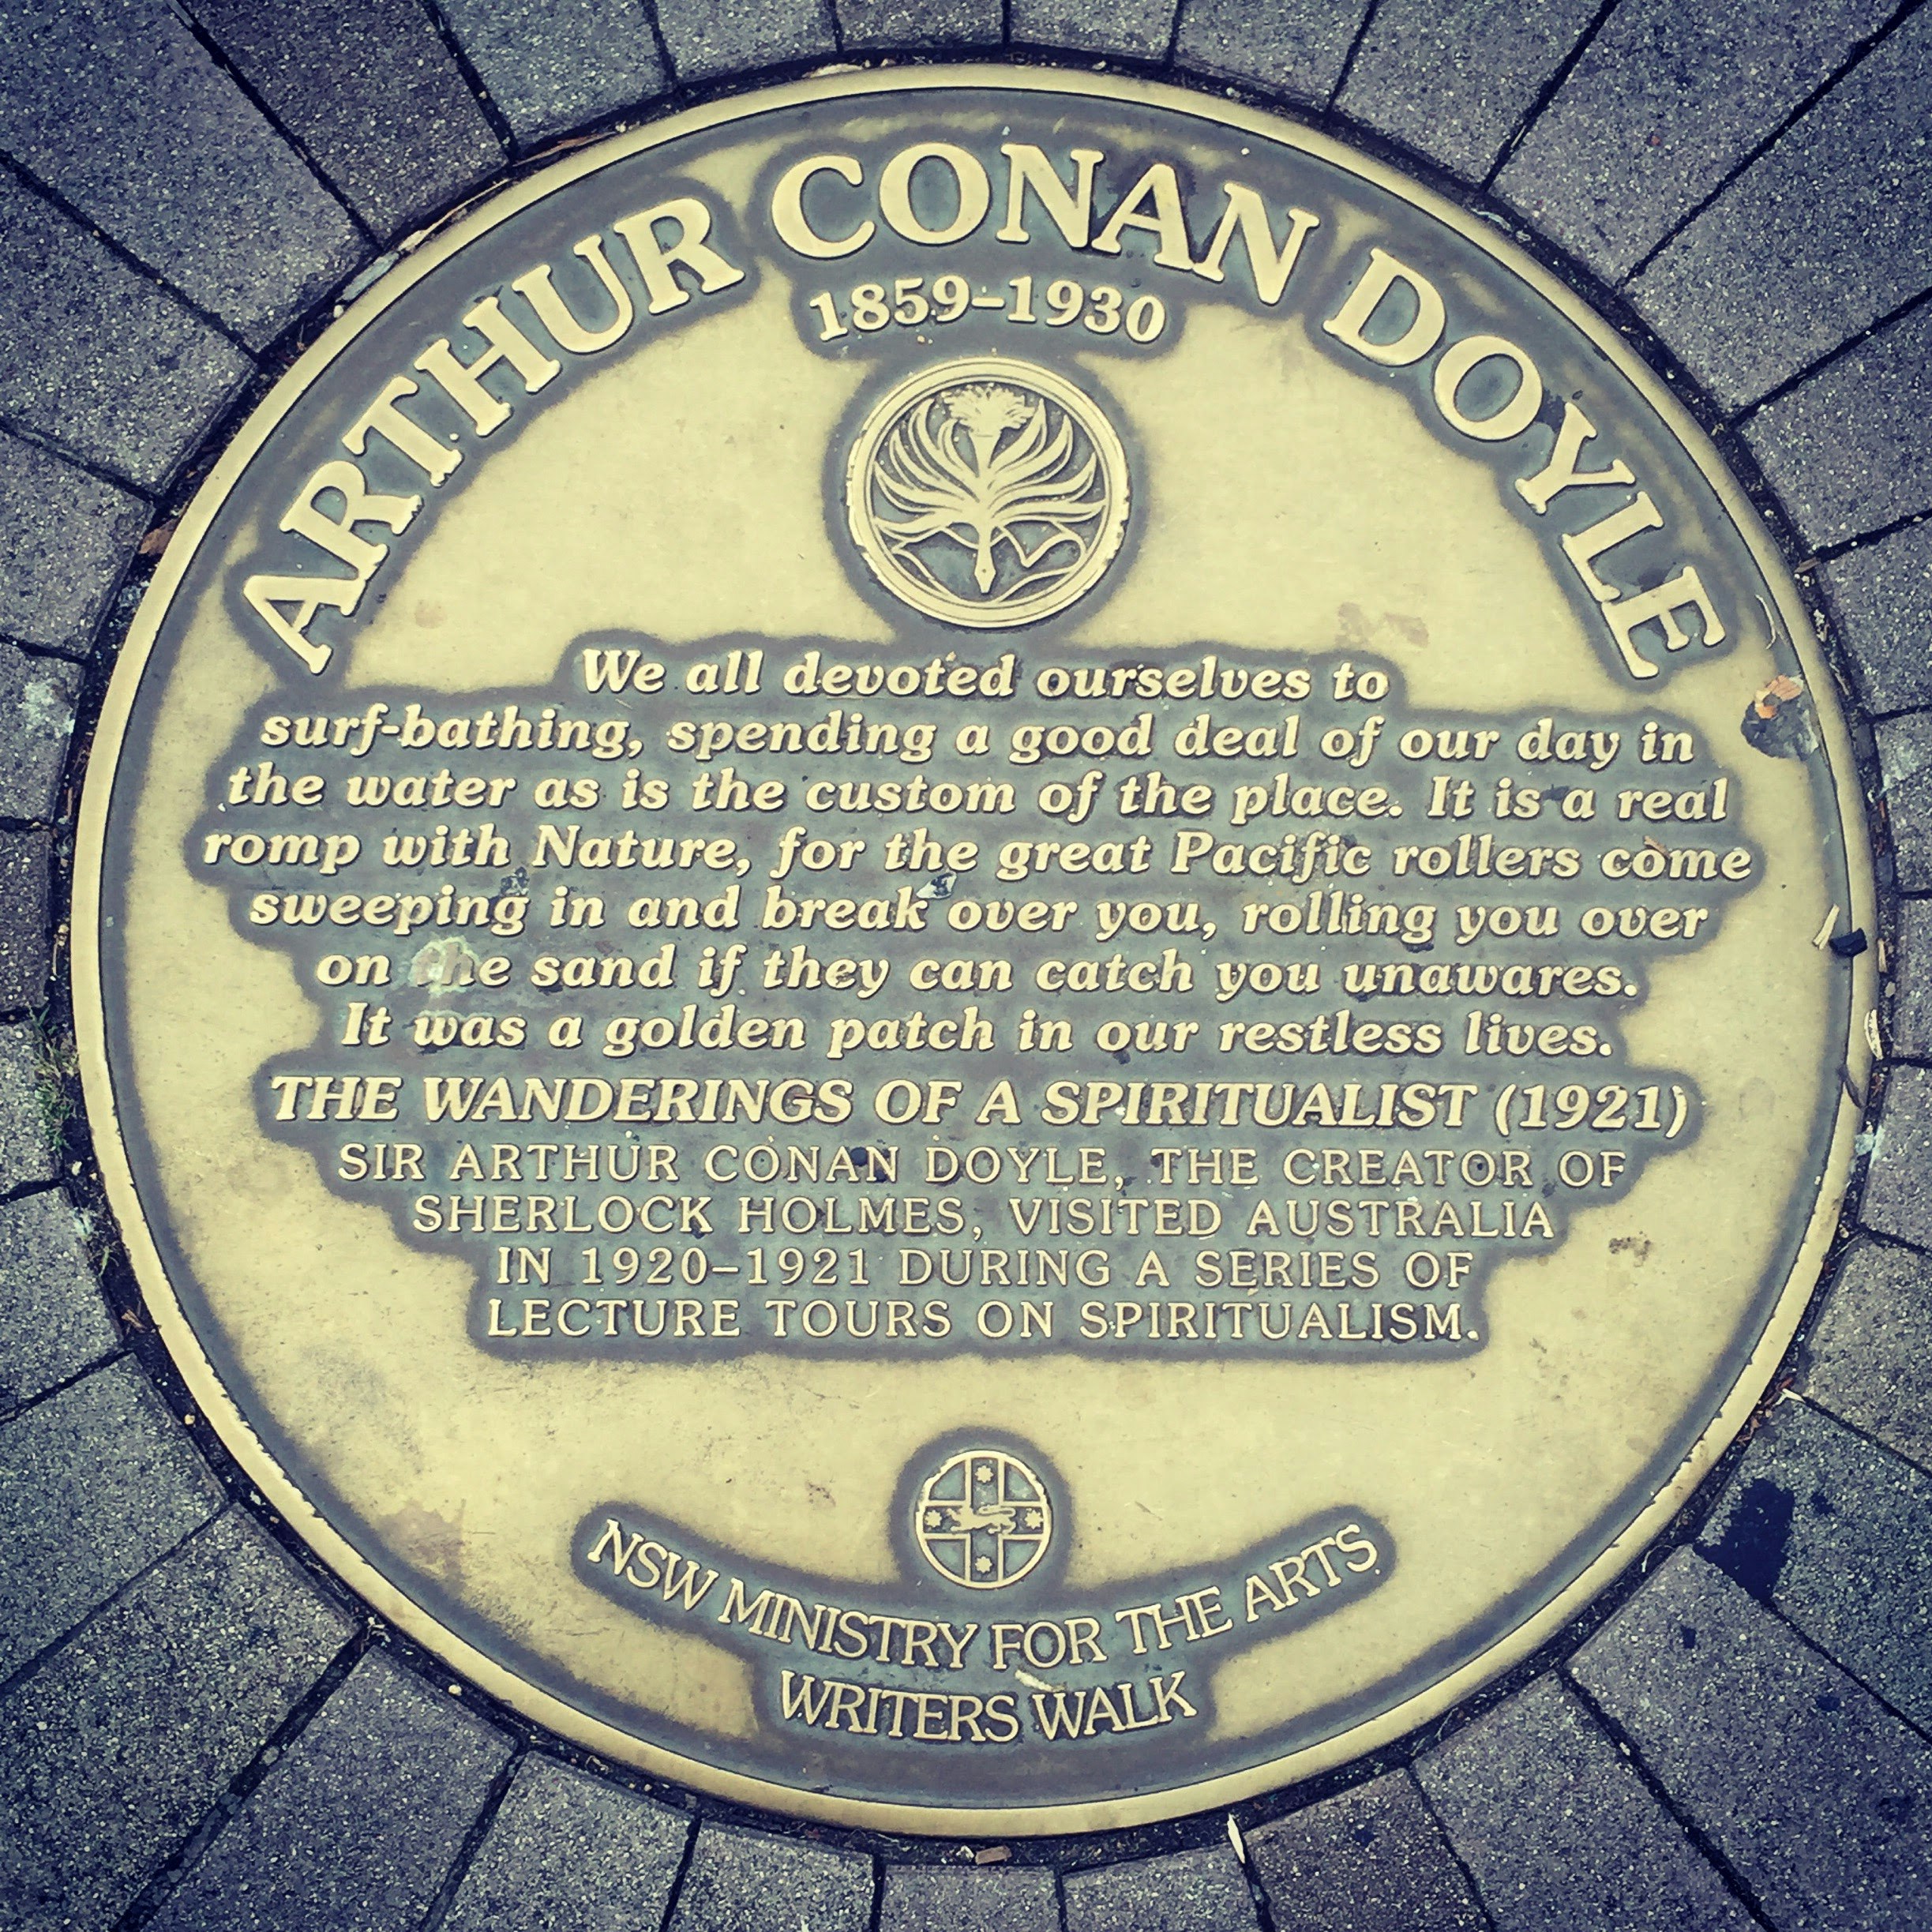 ARTHUR CONAN DOYLE
1859–1930
We all devoted ourselves to
surf-bathing, spending a good deal of our day in
the water as is the custom of the place. It is a real
romp with Nature, for the great Pacific rollers come
sweeping in and break over you, rolling you over
on the sand if they can catch you unawares.
It was a golden patch in our restless lives.
THE WANDERINGS OF A SPIRITUALIST (1921)
SIR ARTHUR CONAN DOYLE, THE CREATOR OF
SHERLOCK HOLMES, VISITED AUSTRALIA
IN 1920–1921 DURING A SERIES OF
LECTURE TOURS ON SPIRITUALISM.
NSW MINISTRY FOR THE ARTS
WRITERS WALK